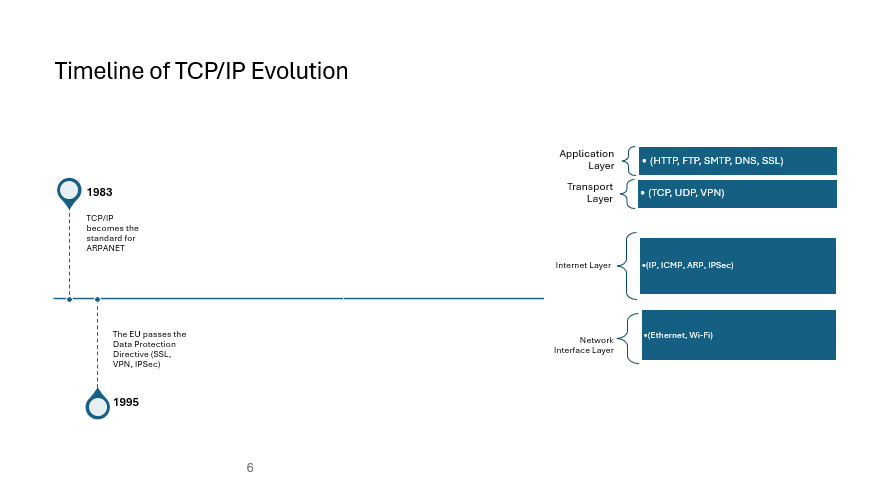 Timeline of TCP/IP Evolution
1983
TCP/IP
becomes the
standard for
ARPANET
The EU passes the
Data Protection
Directive (SSL,
VPN, IPSec)
1995
Application
Layer
• (HTTP, FTP, SMTP, DNS, SSL)
Transport
Layer
• (TCP, UDP, VPN)
Internet Layer
•(IP, ICMP, ARP, IPSec)
Network
Interface Layer
•(Ethernet, Wi-Fi)
6